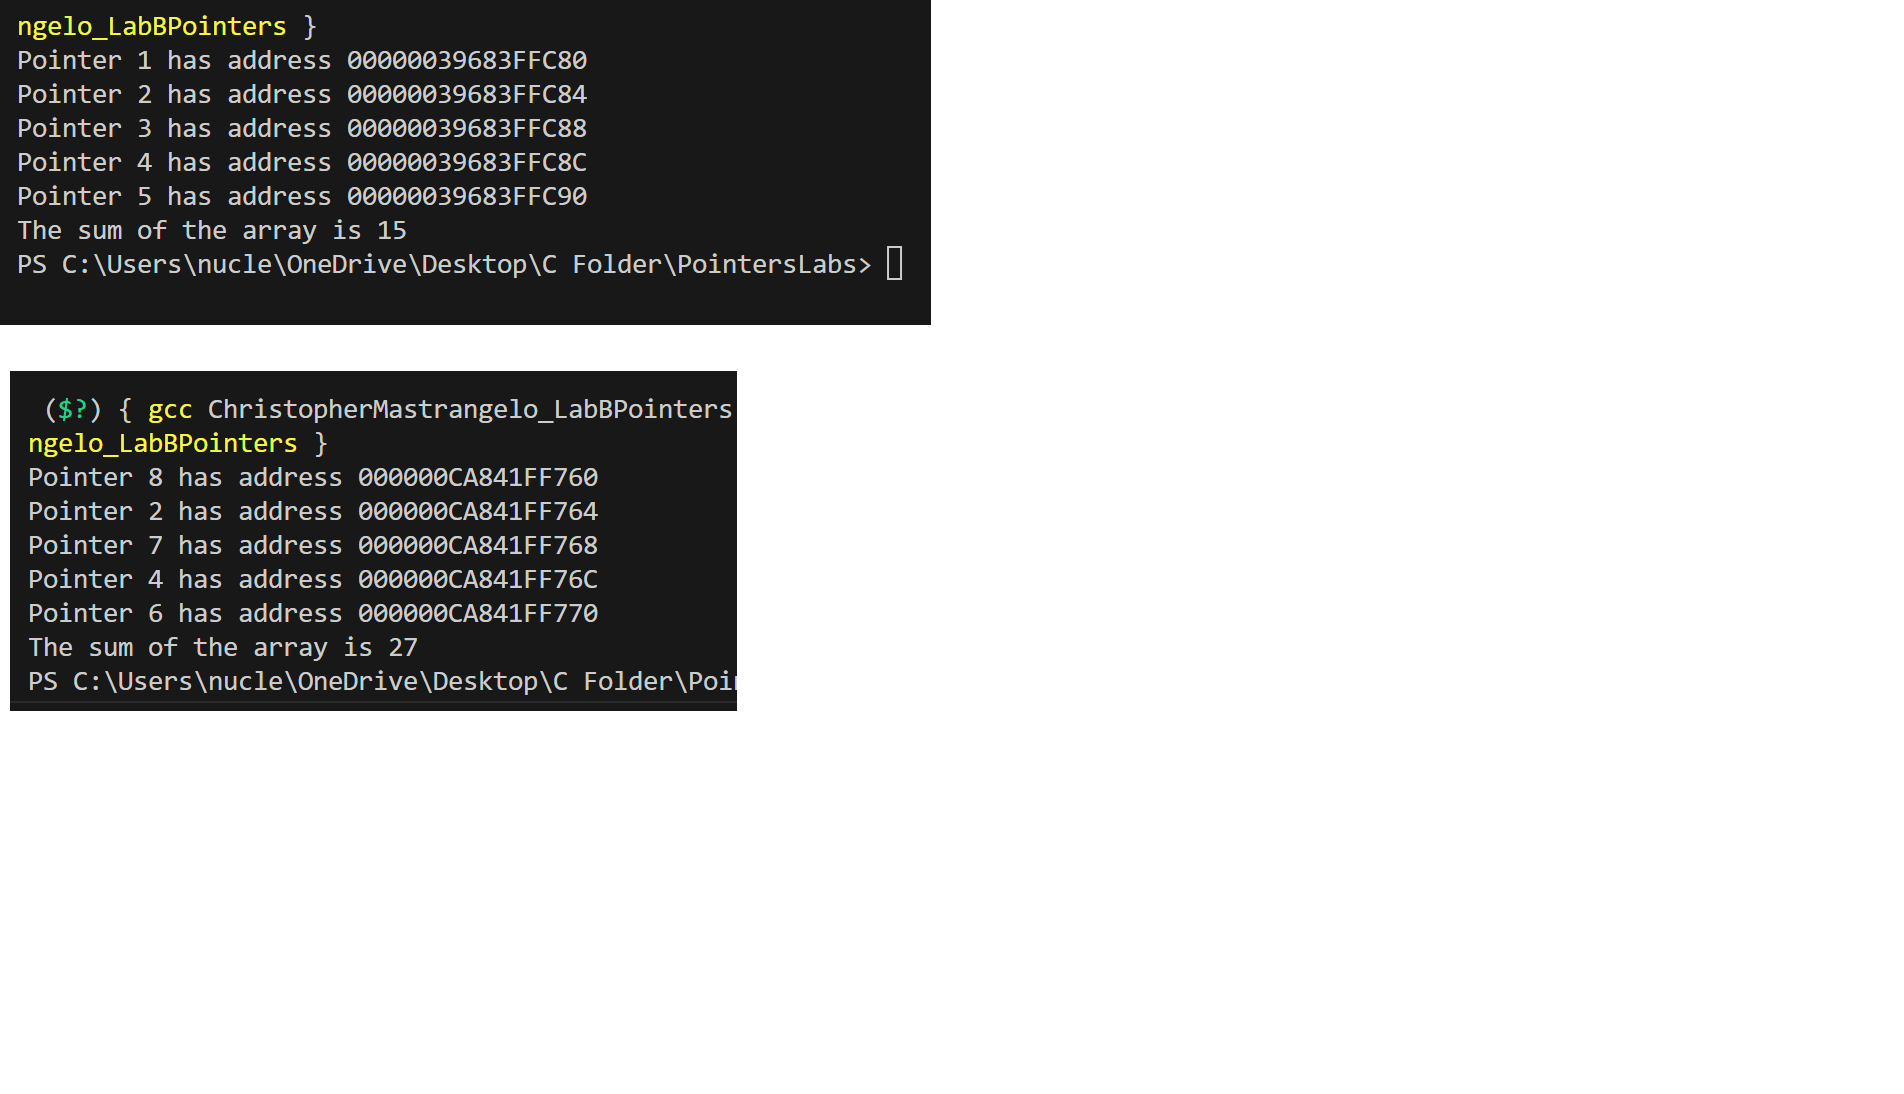 ngelo_LabBPointers }
Pointer 1 has address 00000039683FFC80
Pointer 2 has address 00000039683FFC84
Pointer 3 has address 00000039683FFC88
Pointer 4 has address 00000039683FFC8C
Pointer 5 has address 00000039683FFC90
The sum of the array is 15
PS C:\Users\nucle\OneDrive\Desktop\C Folder\PointersLabs>
($?) { gcc ChristopherMastrangelo_LabBPointers
ngelo_LabBPointers }
Pointer 8 has address 000000CA841FF760
Pointer 2 has address 000000CA841FF764
Pointer 7 has address 000000CA841FF768
Pointer 4 has address 000000CA841FF76C
Pointer 6 has address 000000CA841FF770
The sum of the array is 27
PS C:\Users\nucle\OneDrive\Desktop\C Folder\Poi